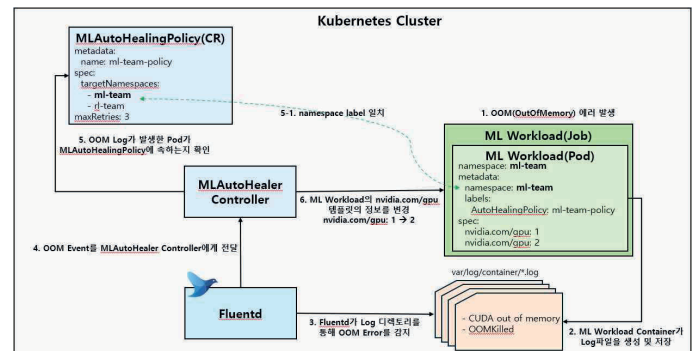 Kubernetes Cluster
MLAutoHealingPolicy(CR)
metadata:
name: ml-team-policy
spec:
targetNamespaces:
- ml-team
- rl-team
maxRetries: 3
5-1. namespace label 일치
1. OOM(OutOfMemory) 에러 발생
ML Workload(Job)
ML Workload(Pod)
namespace: ml-team
metadata:
namespace: ml-team
labels:
AutoHealingPolicy: ml-team-policy
spec:
nvidia.com/gpu: 1
nvidia.com/gpu: 2
5. OOM Log가 발생한 Pod가
MLAutoHealingPolicy에 속하는지 확인
MLAutoHealer
Controller
6. ML Workload의 nvidia.com/gpu
템플릿의 정보를 변경
nvidia.com/gpu: 1 → 2
4. OOM Event를 MLAutoHealer Controller에게 전달
Fluentd
3. Fluentd가 Log 디렉토리를
통해 OOM Error를 감지
var/log/container/*.log
- CUDA out of memory
- OOMKilled
2. ML Workload Container가
Log파일을 생성 및 저장